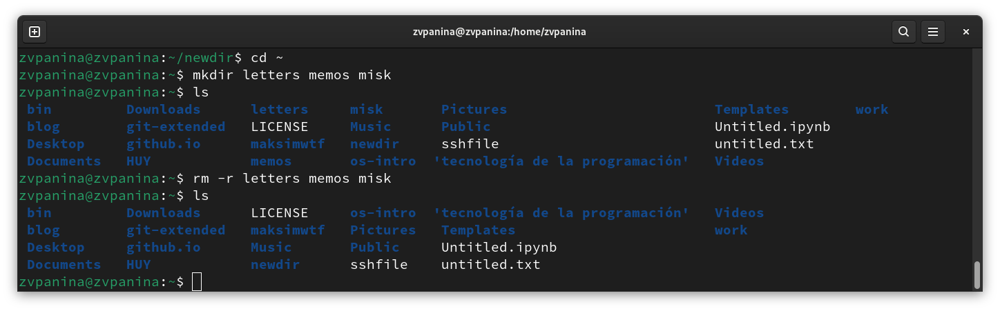 zvpanina@zvpanina:/home/zvpanina
zvpanina@zvpanina:~/newdir$ cd ~
zvpanina@zvpanina:~$ mkdir letters memos misk
zvpanina@zvpanina:~$ ls
bin Downloads letters misk Pictures Templates work
blog git-extended LICENSE Music Public Untitled.ipynb
Desktop github.io maksimwtf newdir sshfile untitled.txt
Documents HUY memos os-intro 'tecnología de la programación' Videos
zvpanina@zvpanina:~$ rm -r letters memos misk
zvpanina@zvpanina:~$ ls
bin Downloads LICENSE os-intro 'tecnología de la programación' Videos
blog git-extended maksimwtf Pictures Templates work
Desktop github.io Music Public Untitled.ipynb
Documents HUY newdir sshfile untitled.txt
zvpanina@zvpanina:~$